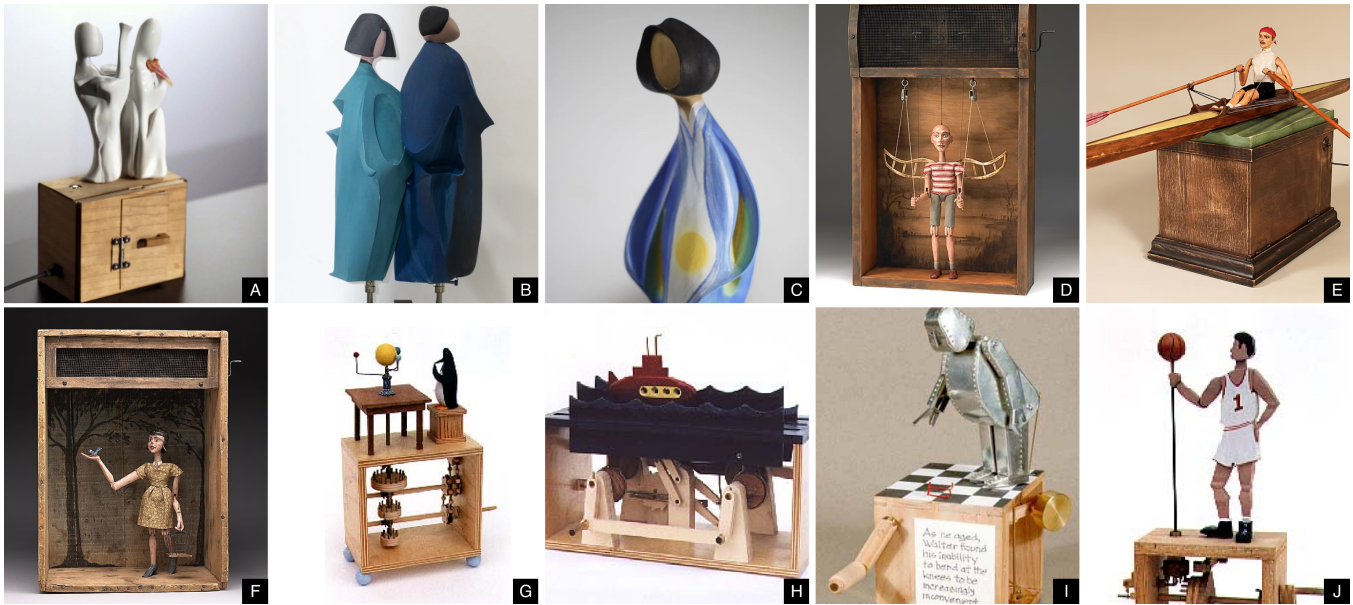 A
B
C
D
E
F
G
H
As he aged,
Walter found
his inability
to bend at the
knees to be
increasingly
inconvenient
I
1
J